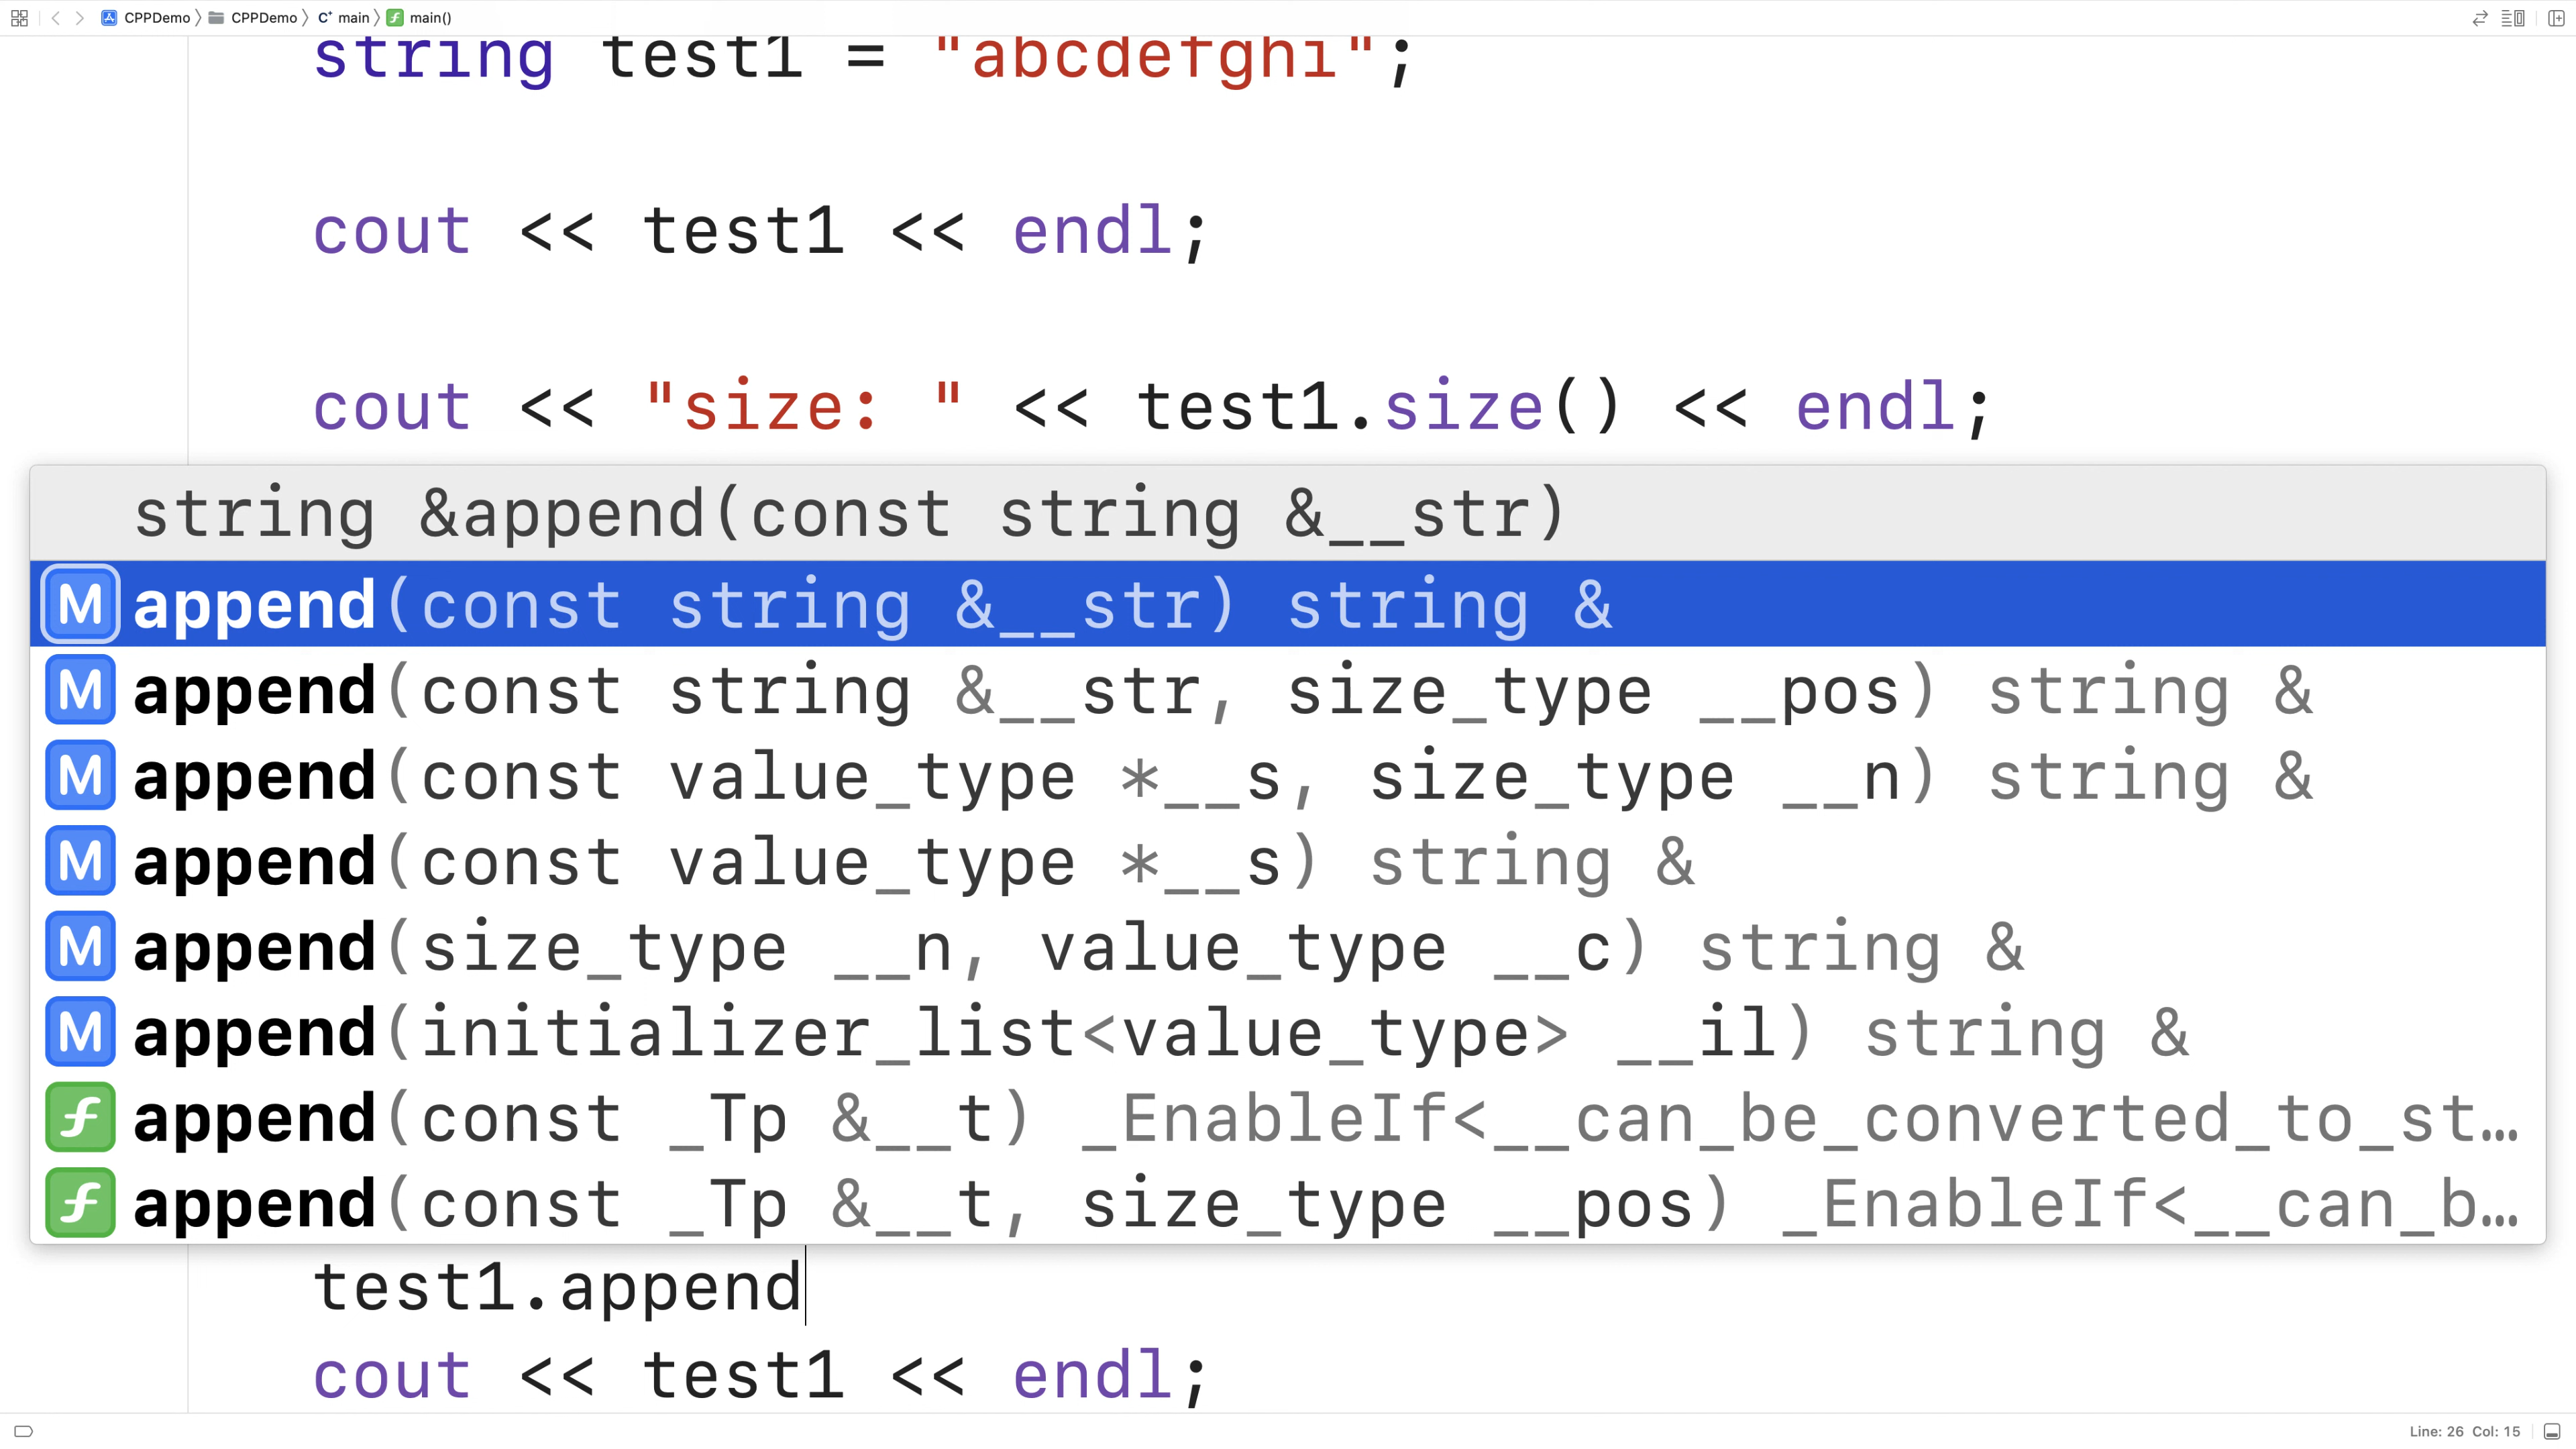 CPPDemo CPPDemo C+ main main()
string test1 = "abcdefghi";
cout << test1 << endl;
cout << "size: " << test1.size() << endl;
string &append(const string &__str)
M append(const string &__str) string &
M append(const string &__str, size_type __pos) string &
M append(const value_type *__s, size_type __n) string &
M append(const value_type *__s) string &
M append(size_type __n, value_type __c) string &
M append(initializer_list<value_type> __il) string &
f append(const _Tp &__t) _EnableIf<__can_be_converted_to_st…
f append(const _Tp &__t, size_type __pos) _EnableIf<__can_b…
test1.append
cout << test1 << endl;
Line: 26 Col: 15